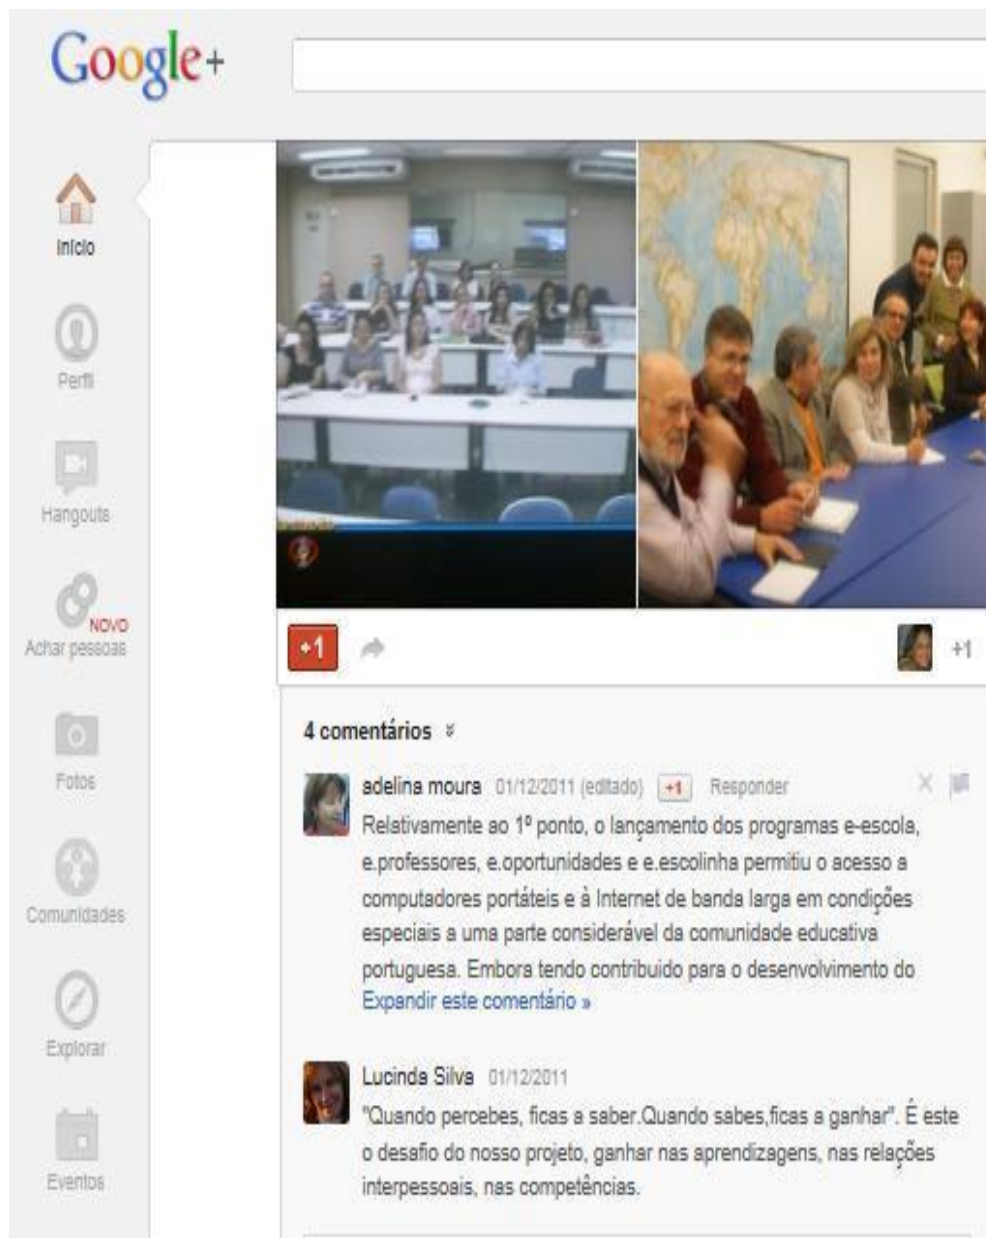 Google+
Início
Perfil
Hangouts
NOVO
Achar pessoas
Fotos
Comunidades
Explorar
Eventos
+1
+1
4 comentários
adelina moura 01/12/2011 (editado) +1 Responder
Relativamente ao 1º ponto, o lançamento dos programas e-escola,
e.professores, e.oportunidades e e.escolinha permitiu o acesso a
computadores portáteis e à Internet de banda larga em condições
especiais a uma parte considerável da comunidade educativa
portuguesa. Embora tendo contribuido para o desenvolvimento do
Expandir este comentário »
Lucinda Silva 01/12/2011
"Quando percebes, ficas a saber.Quando sabes,ficas a ganhar". É este
o desafio do nosso projeto, ganhar nas aprendizagens, nas relações
interpessoais, nas competências.